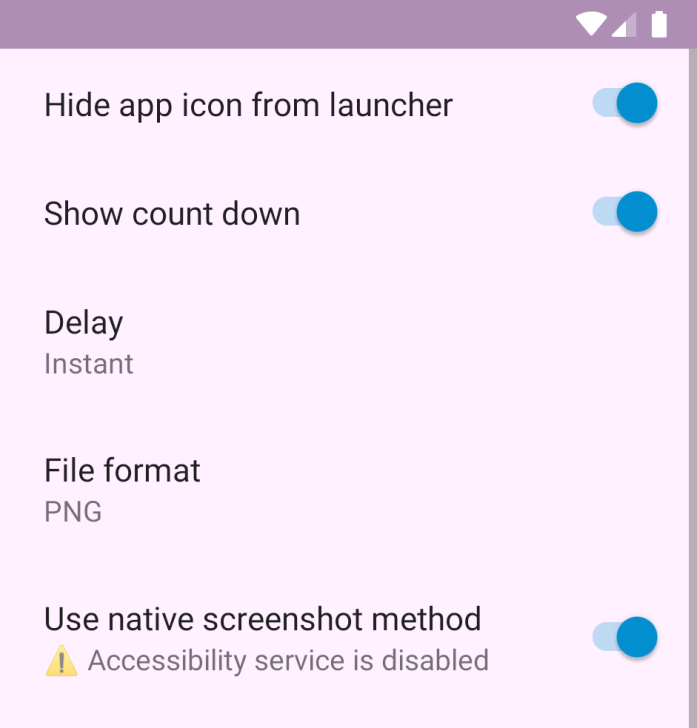 Hide app icon from launcher
Show count down
Delay
Instant
File format
PNG
Use native screenshot method
⚠️ Accessibility service is disabled